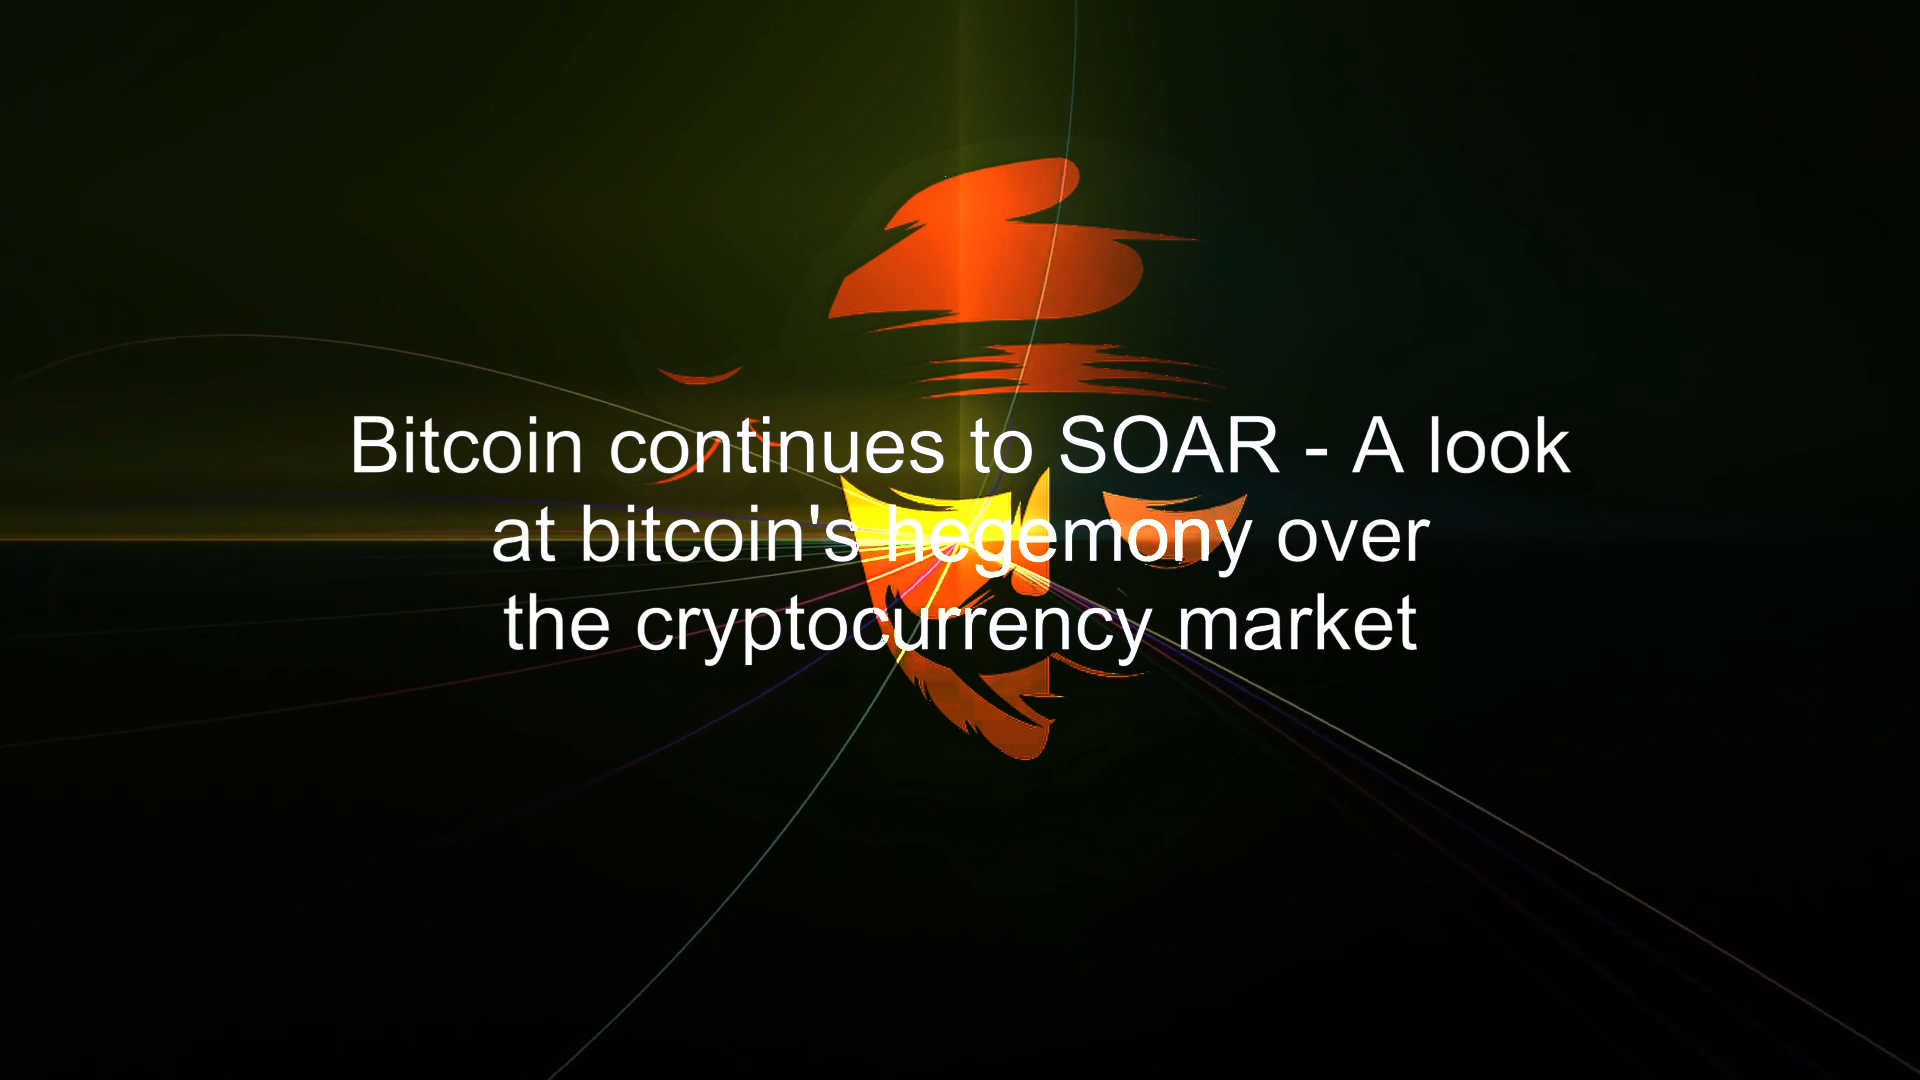 Bitcoin continues to SOAR - A look
at bitcoin's hegemony over
the cryptocurrency market